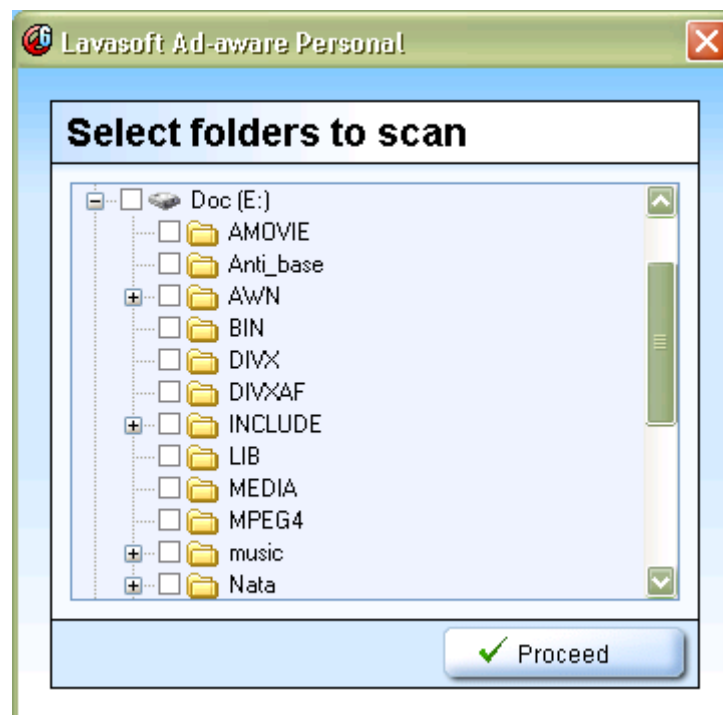 Lavasoft Ad-aware Personal
Select folders to scan
Doc (E:)
AMOVIE
Anti_base
AWN
BIN
DIVX
DIVXAF
INCLUDE
LIB
MEDIA
MPEG4
music
Nata
Proceed